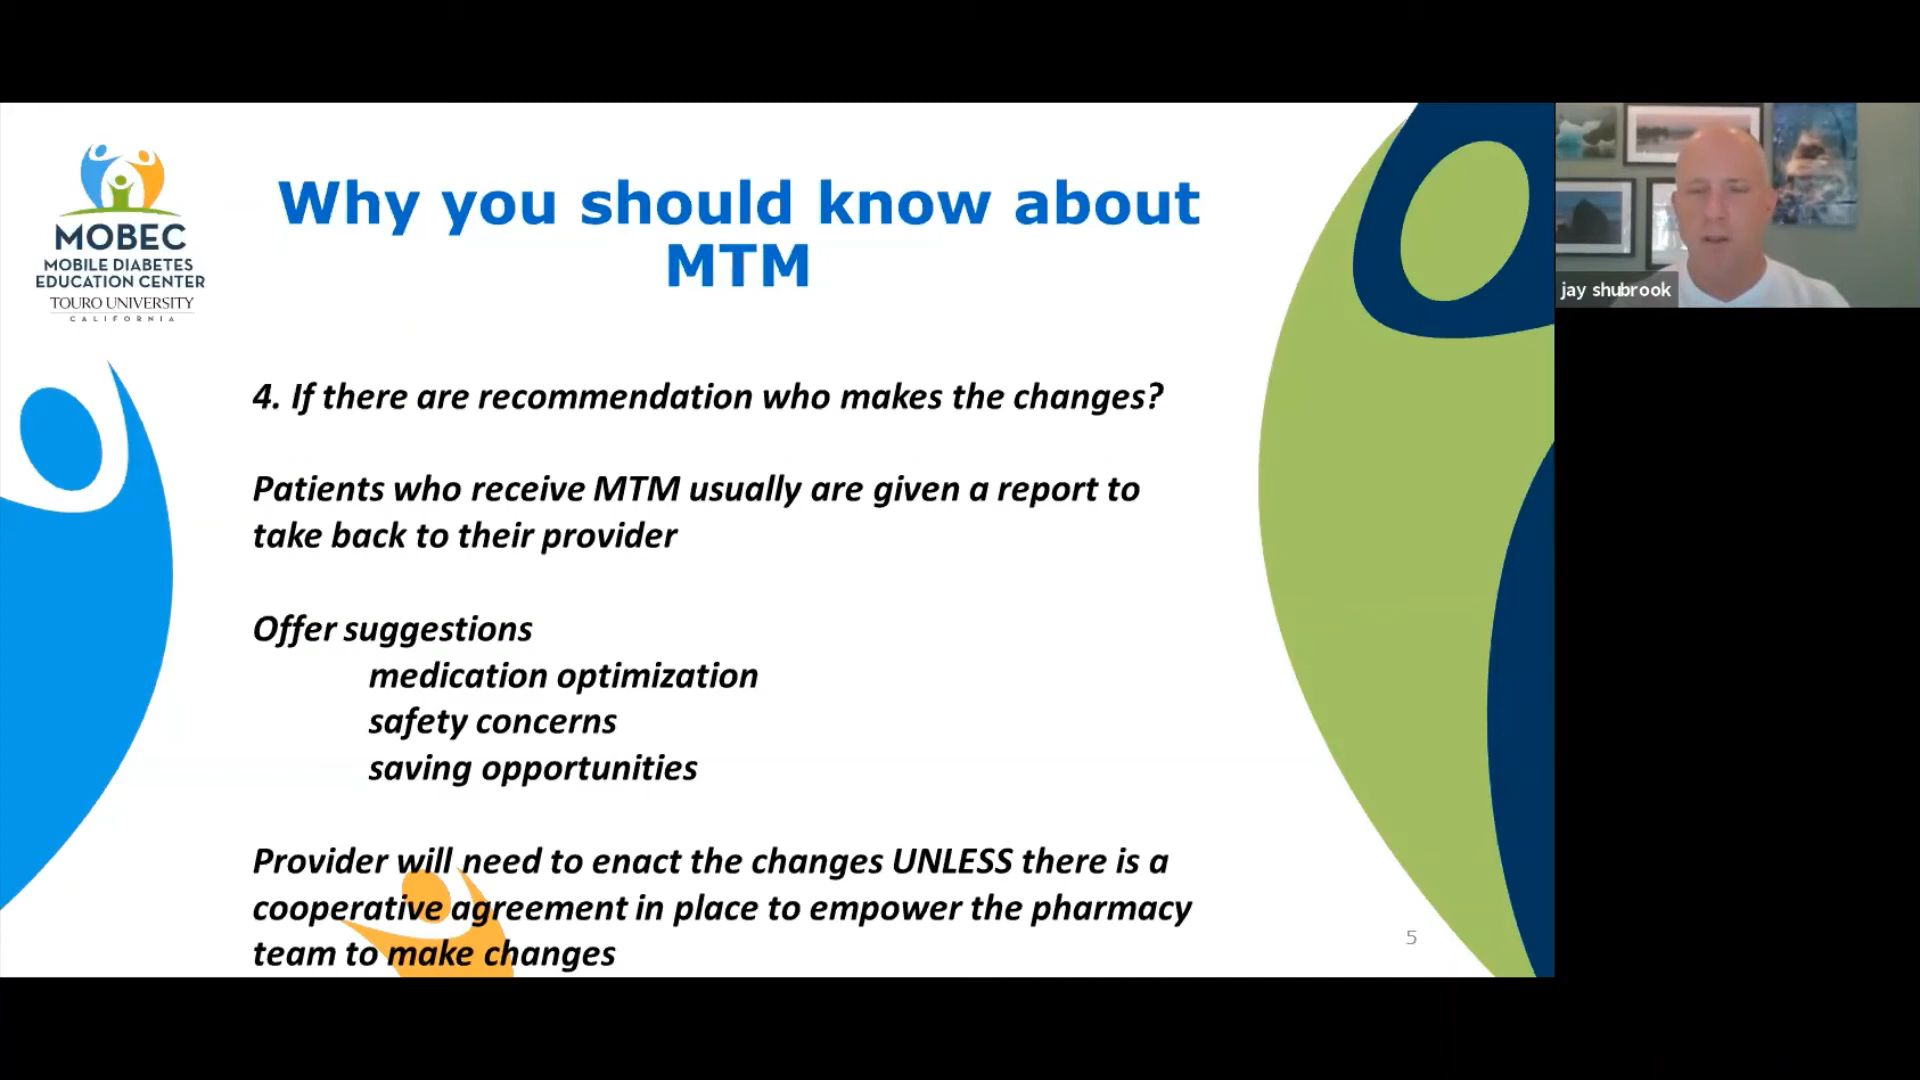 Why you should know about
MTM
MOBEC
MOBILE DIABETES
EDUCATION CENTER
TOURO UNIVERSITY
CALIFORNIA
jay shubrook
4. If there are recommendation who makes the changes?
Patients who receive MTM usually are given a report to
take back to their provider
Offer suggestions
medication optimization
safety concerns
saving opportunities
Provider will need to enact the changes UNLESS there is a
cooperative agreement in place to empower the pharmacy
team to make changes
5